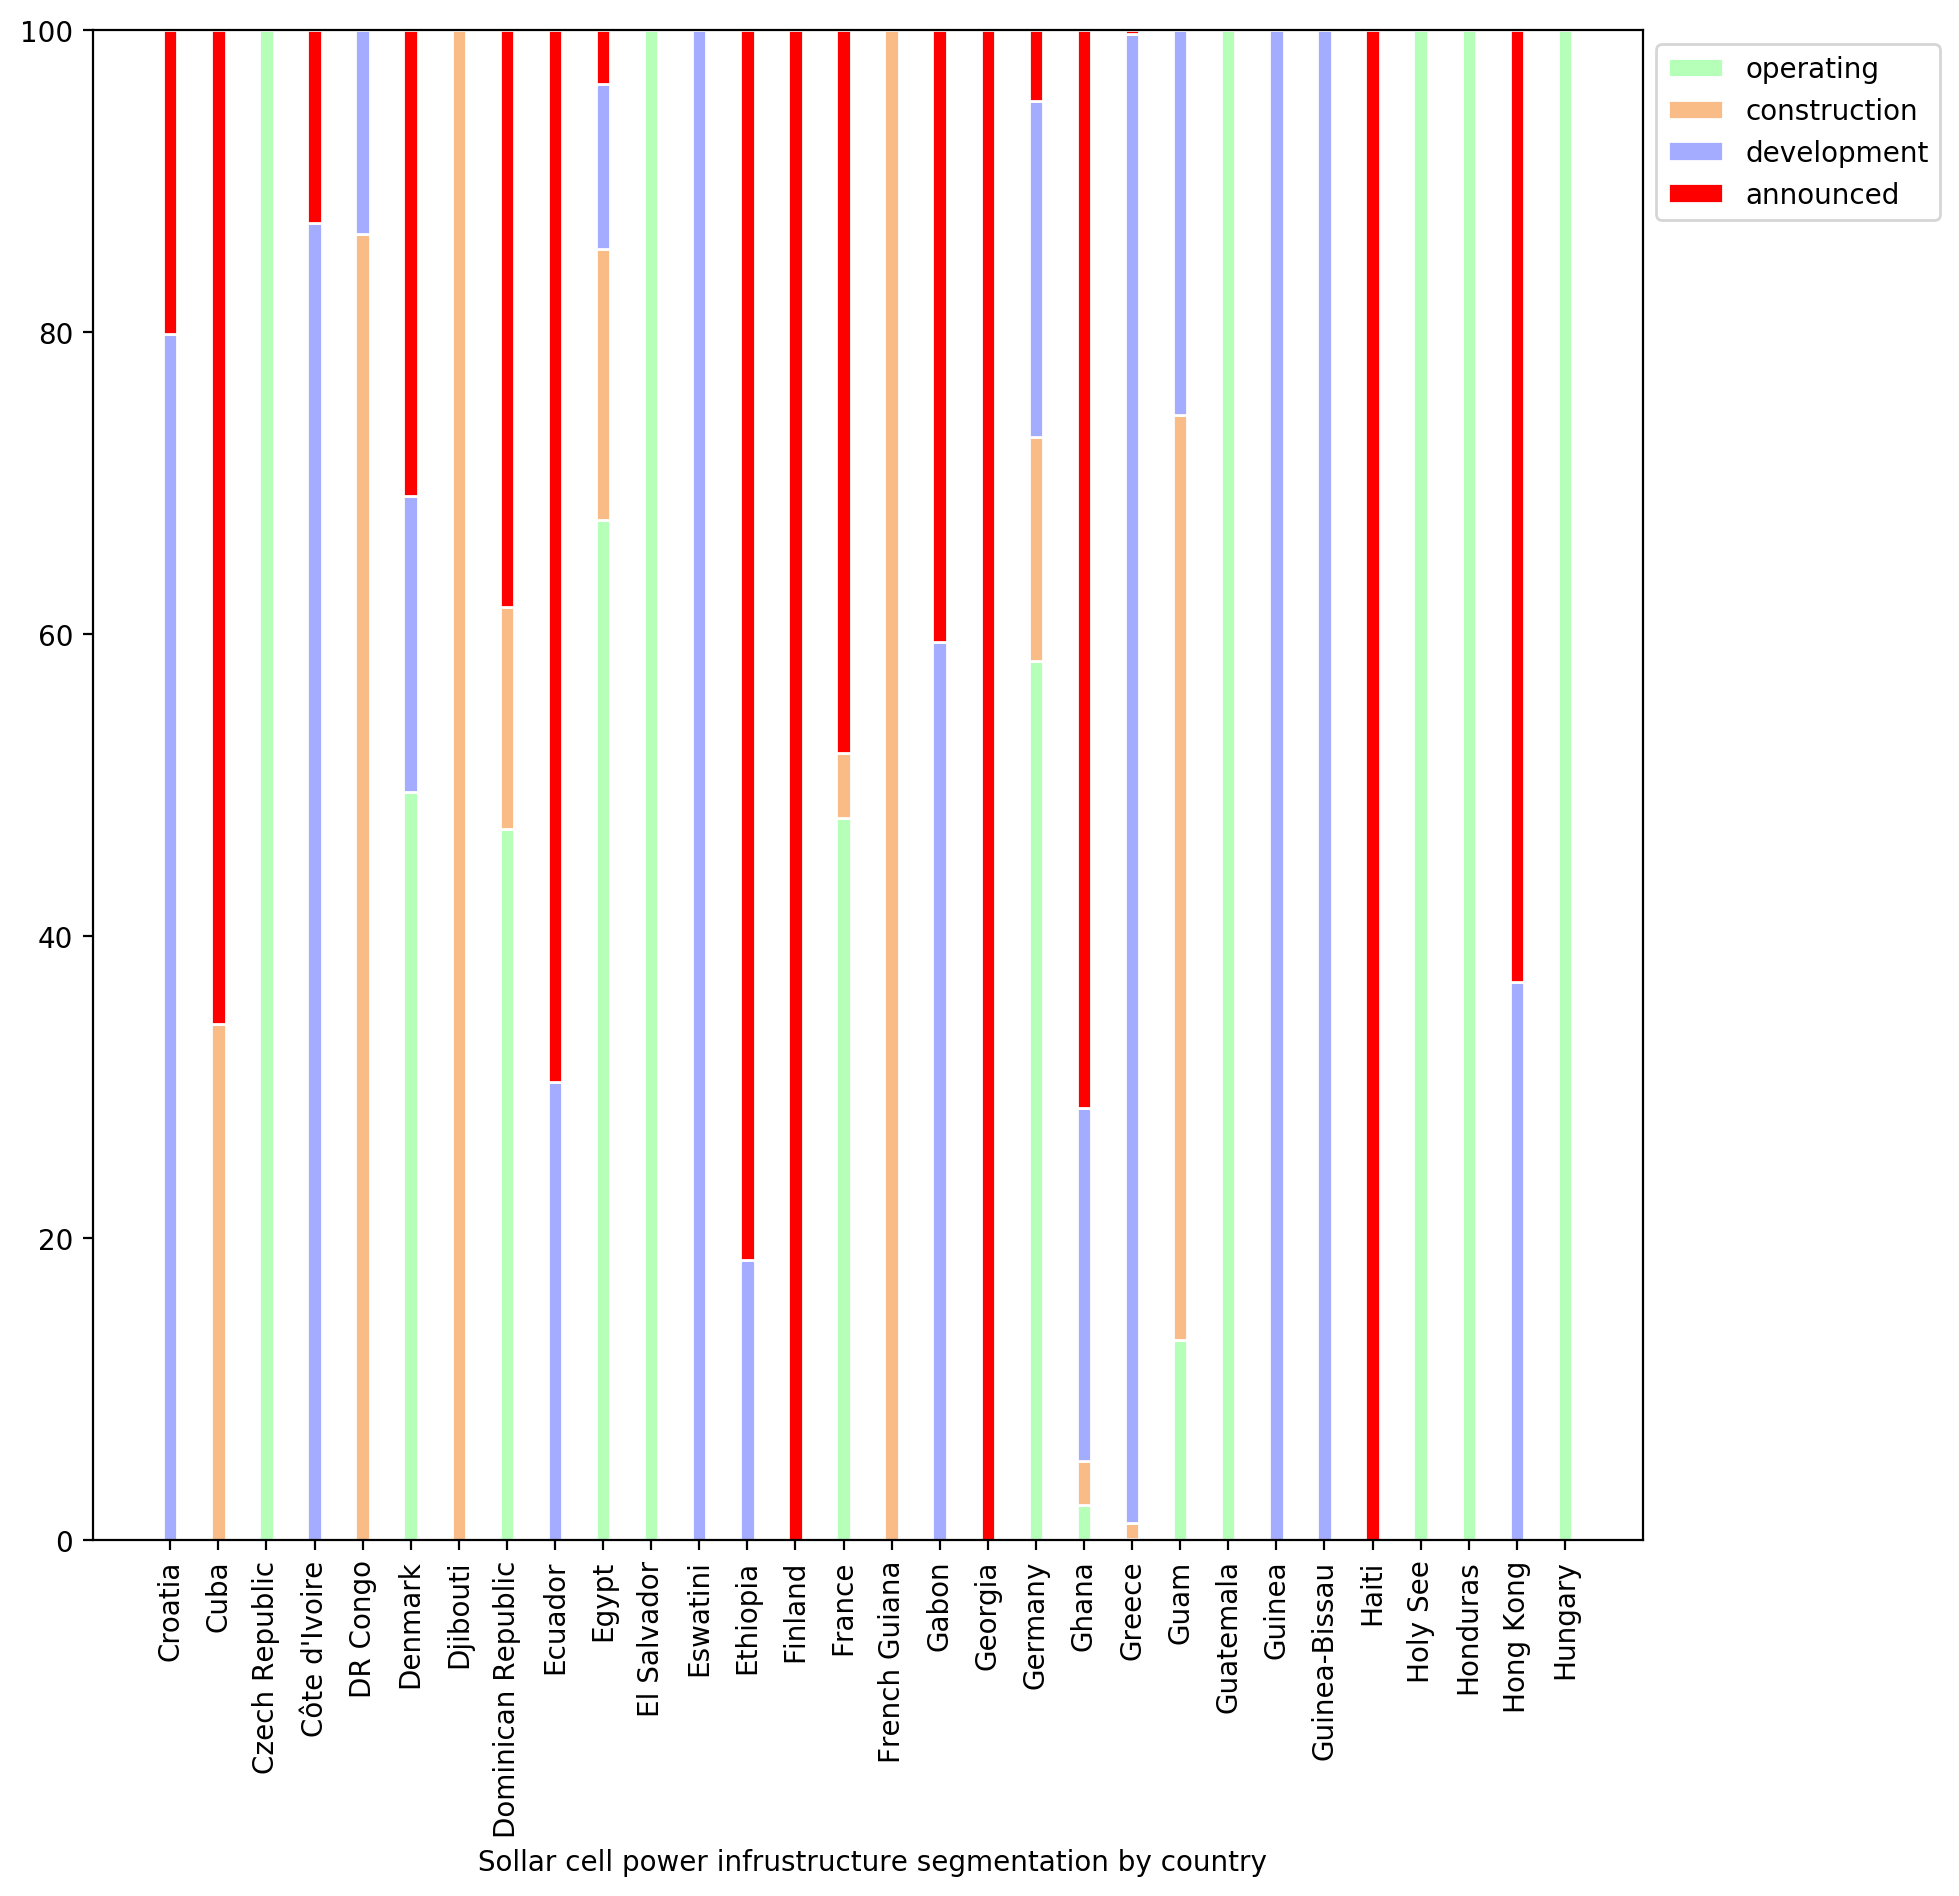 100
80
60
40
20
0
operating
construction
development
announced
Croatia
Cuba
Czech Republic
Côte d'Ivoire
DR Congo
Denmark
Djibouti
Dominican Republic
Ecuador
Egypt
El Salvador
Eswatini
Ethiopia
Finland
France
French Guiana
Gabon
Georgia
Germany
Ghana
Greece
Guam
Guatemala
Guinea
Guinea-Bissau
Haiti
Holy See
Honduras
Hong Kong
Hungary
Sollar cell power infrustructure segmentation by country